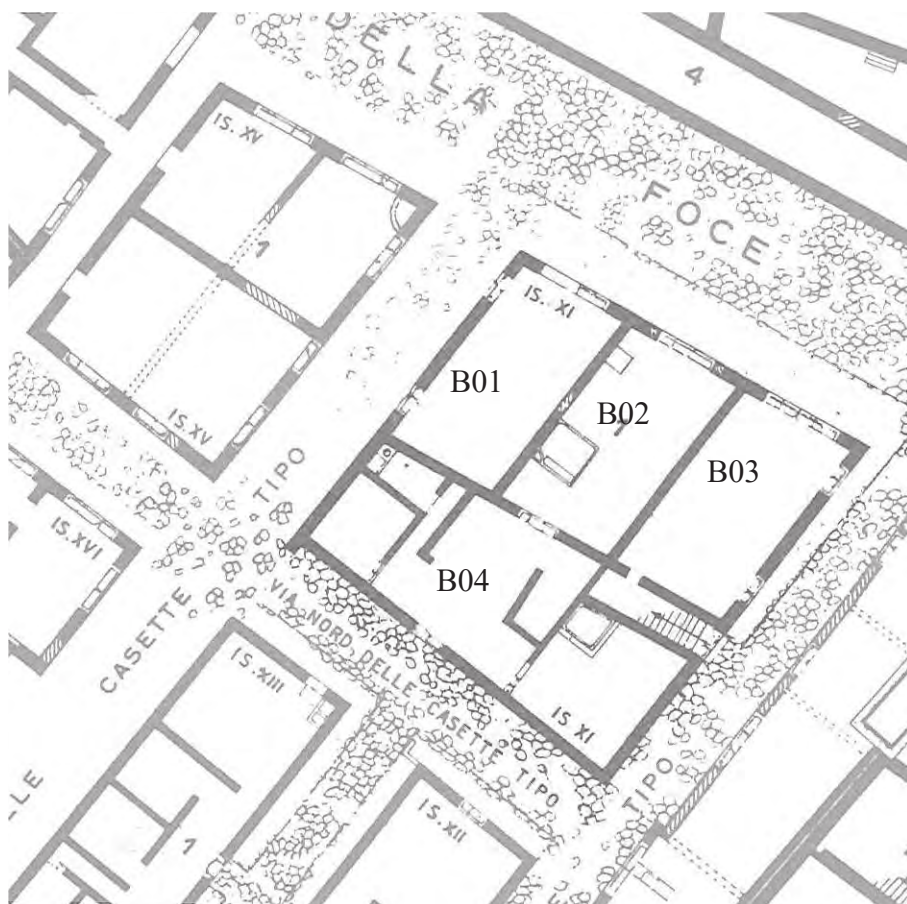 DELLA
FOCE
4
IS. XV
1
IS. XV
IS. XI
B01
B02
B03
B04
IS. XI
CASETTE TIPO
VIA NORD DELLE CASETTE TIPO
TIPO
IS. XVI
IS. XIII
1
IS. XII
LLE